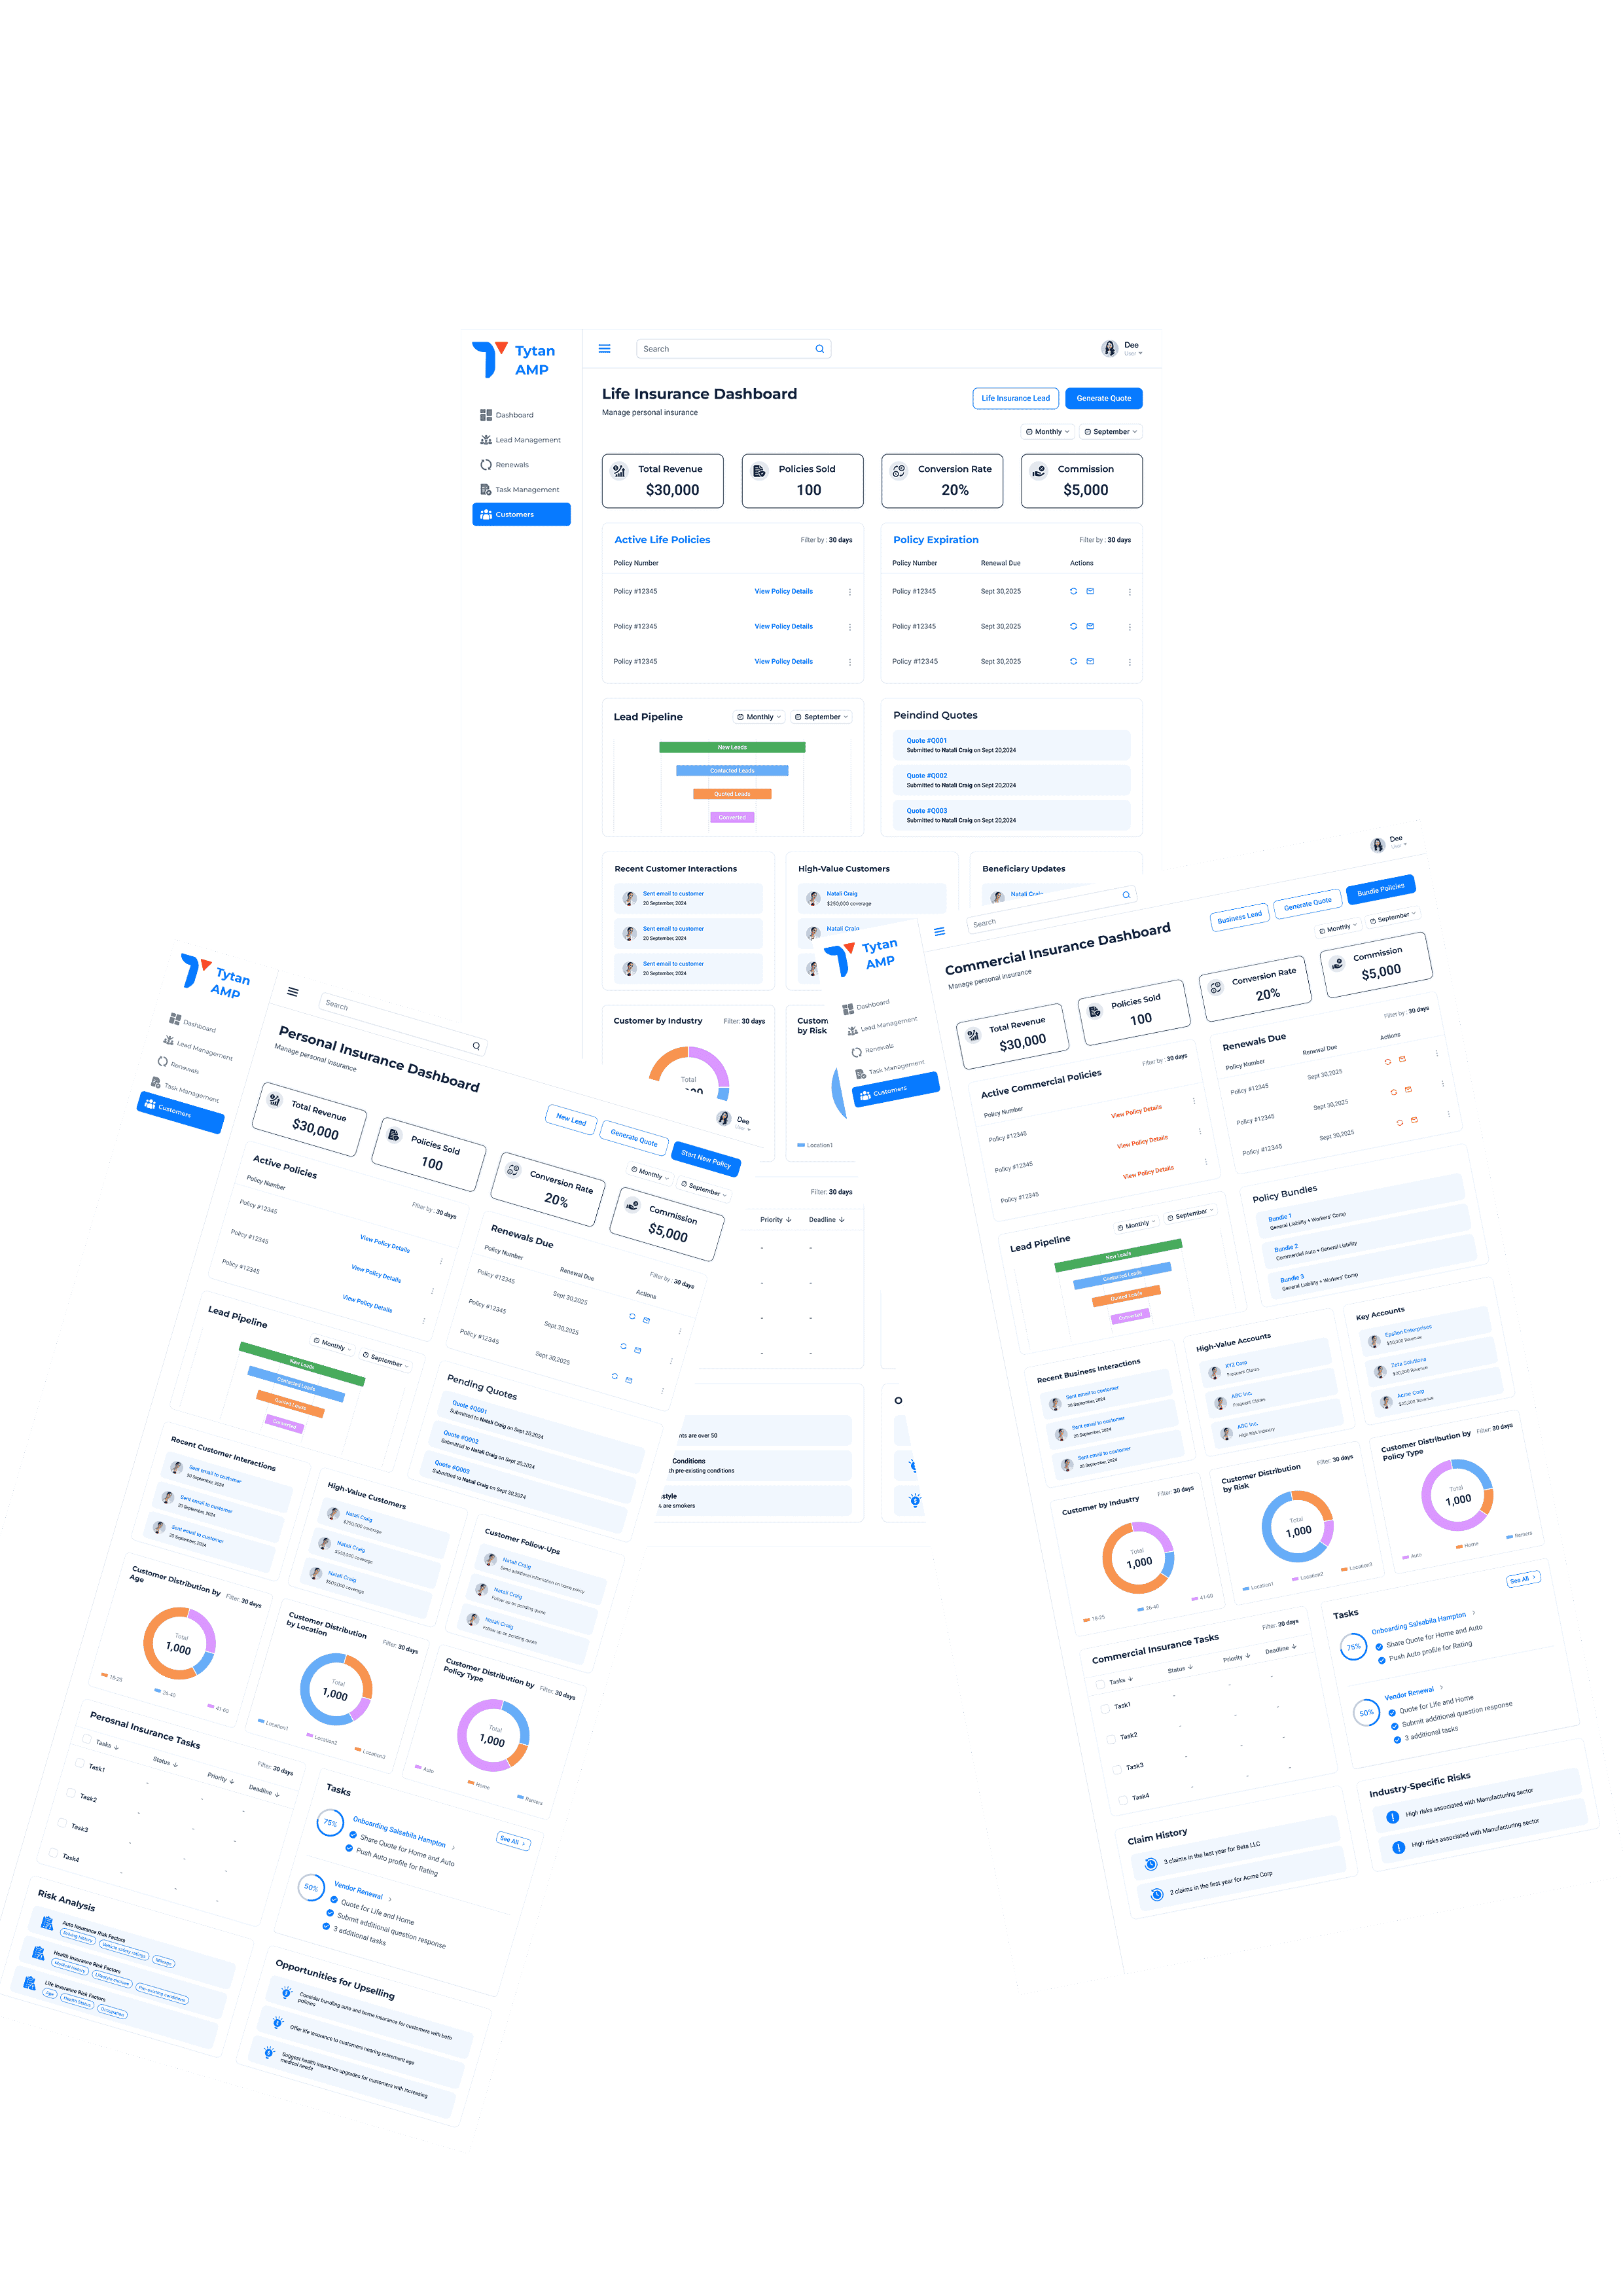 Tytan
AMP
Dashboard
Lead Management
Renewals
Task Management
Customers
Search
Dee
User
Life Insurance Dashboard
Manage personal insurance
Life Insurance Lead
Generate Quote
Monthly
September
Total Revenue
$30,000
Policies Sold
100
Conversion Rate
20%
Commission
$5,000
Active Life Policies
Filter by : 30 days
Policy Number
Policy #12345 View Policy Details
Policy #12345 View Policy Details
Policy #12345 View Policy Details
Policy Expiration
Filter by : 30 days
Policy Number Renewal Due Actions
Policy #12345 Sept 30,2025
Policy #12345 Sept 30,2025
Policy #12345 Sept 30,2025
Lead Pipeline
Monthly
September
New Leads
Contacted Leads
Quoted Leads
Converted
Peindind Quotes
Quote #Q001
Submitted to Natali Craig on Sept 20,2024
Quote #Q002
Submitted to Natali Craig on Sept 20,2024
Quote #Q003
Submitted to Natali Craig on Sept 20,2024
Recent Customer Interactions
Sent email to customer
20 September, 2024
Sent email to customer
20 September, 2024
Sent email to customer
20 September, 2024
High-Value Customers
Natali Craig
$250,000 coverage
Natali Craig
Beneficiary Updates
Natali Craig
Customer by Industry
Filter: 30 days
Total
by Risk
Location1
Filter: 30 days
Priority
Deadline
nts are over 50
Conditions
h pre-existing conditions
style
are smokers
O
Tytan
AMP
Dashboard
Lead Management
Renewals
Task Management
Customers
Search
Personal Insurance Dashboard
Manage personal insurance
Dee
User
New Lead
Generate Quote
Start New Policy
Monthly
September
Total Revenue
$30,000
Policies Sold
100
Conversion Rate
20%
Commission
$5,000
Active Policies
Filter by : 30 days
Policy Number
Policy #12345 View Policy Details
Policy #12345 View Policy Details
Policy #12345 View Policy Details
Renewals Due
Filter by : 30 days
Policy Number Renewal Due Actions
Policy #12345 Sept 30,2025
Policy #12345 Sept 30,2025
Policy #12345 Sept 30,2025
Lead Pipeline
Monthly
September
New Leads
Contacted Leads
Quoted Leads
Converted
Pending Quotes
Quote #Q001
Submitted to Natali Craig on Sept 20,2024
Quote #Q002
Submitted to Natali Craig on Sept 20,2024
Quote #Q003
Submitted to Natali Craig on Sept 20,2024
Recent Customer Interactions
Sent email to customer
20 September, 2024
Sent email to customer
20 September, 2024
Sent email to customer
20 September, 2024
High-Value Customers
Natali Craig
$250,000 coverage
Natali Craig
$500,000 coverage
Natali Craig
$600,000 coverage
Customer Follow-Ups
Natali Craig
Send additional information on home policy
Natali Craig
Follow up on pending quote
Natali Craig
Follow up on pending quote
Customer Distribution by
Age
Filter: 30 days
Total
1,000
18-25
26-40
41-60
Customer Distribution
by Location
Filter: 30 days
Total
1,000
Location1
Location2
Location3
Customer Distribution by
Policy Type
Filter: 30 days
Total
1,000
Auto
Home
Renters
Perosnal Insurance Tasks
Filter: 30 days
Tasks Status Priority Deadline
Task1
Task2
Task3
Task4
Tasks
See All
75%
Onboarding Salsabila Hampton
Share Quote for Home and Auto
Push Auto profile for Rating
50%
Vendor Renewal
Quote for Life and Home
Submit additional question response
3 additional tasks
Risk Analysis
Auto Insurance Risk Factors
Driving history
Vehicle safety ratings
Mileage
Health Insurance Risk Factors
Medical history
Lifestyle choices
Pre-existing conditions
Life Insurance Risk Factors
Age
Health Status
Occupation
Opportunities for Upselling
Consider bundling auto and home insurance for customers with both
policies
Offer life insurance to customers nearing retirement age
Suggest health insurance upgrades for customers with increasing
medical needs
Tytan
AMP
Dashboard
Lead Management
Renewals
Task Management
Customers
Search
Dee
User
Commercial Insurance Dashboard
Manage personal insurance
Business Lead
Generate Quote
Bundle Policies
Monthly
September
Total Revenue
$30,000
Policies Sold
100
Conversion Rate
20%
Commission
$5,000
Active Commercial Policies
Filter by : 30 days
Policy Number
Policy #12345 View Policy Details
Policy #12345 View Policy Details
Policy #12345 View Policy Details
Renewals Due
Filter by : 30 days
Policy Number Renewal Due Actions
Policy #12345 Sept 30,2025
Policy #12345 Sept 30,2025
Policy #12345 Sept 30,2025
Lead Pipeline
Monthly
September
New Leads
Contacted Leads
Quoted Leads
Converted
Policy Bundles
Bundle 1
General Liability + Workers' Comp
Bundle 2
Commercial Auto + General Liability
Bundle 3
General Liability + Workers' Comp
Recent Business Interactions
Sent email to customer
20 September, 2024
Sent email to customer
20 September, 2024
Sent email to customer
20 September, 2024
High-Value Accounts
XYZ Corp
Frequent Claims
ABC Inc.
Frequent Claims
ABC Inc.
High Risk Industry
Key Accounts
Epsilon Enterprises
$50,000 Revenue
Zeta Solutions
$30,000 Revenue
Acme Corp
$25,000 Revenue
Customer by Industry
Filter: 30 days
Total
1,000
18-25
26-40
41-60
Customer Distribution
by Risk
Filter: 30 days
Total
1,000
Location1
Location2
Location3
Customer Distribution by
Policy Type
Filter: 30 days
Total
1,000
Auto
Home
Renters
Commercial Insurance Tasks
Filter: 30 days
Tasks Status Priority Deadline
Task1
Task2
Task3
Task4
Tasks
See All
75%
Onboarding Salsabila Hampton
Share Quote for Home and Auto
Push Auto profile for Rating
50%
Vendor Renewal
Quote for Life and Home
Submit additional question response
3 additional tasks
Claim History
3 claims in the last year for Beta LLC
2 claims in the first year for Acme Corp
Industry-Specific Risks
High risks associated with Manufacturing sector
High risks associated with Manufacturing sector